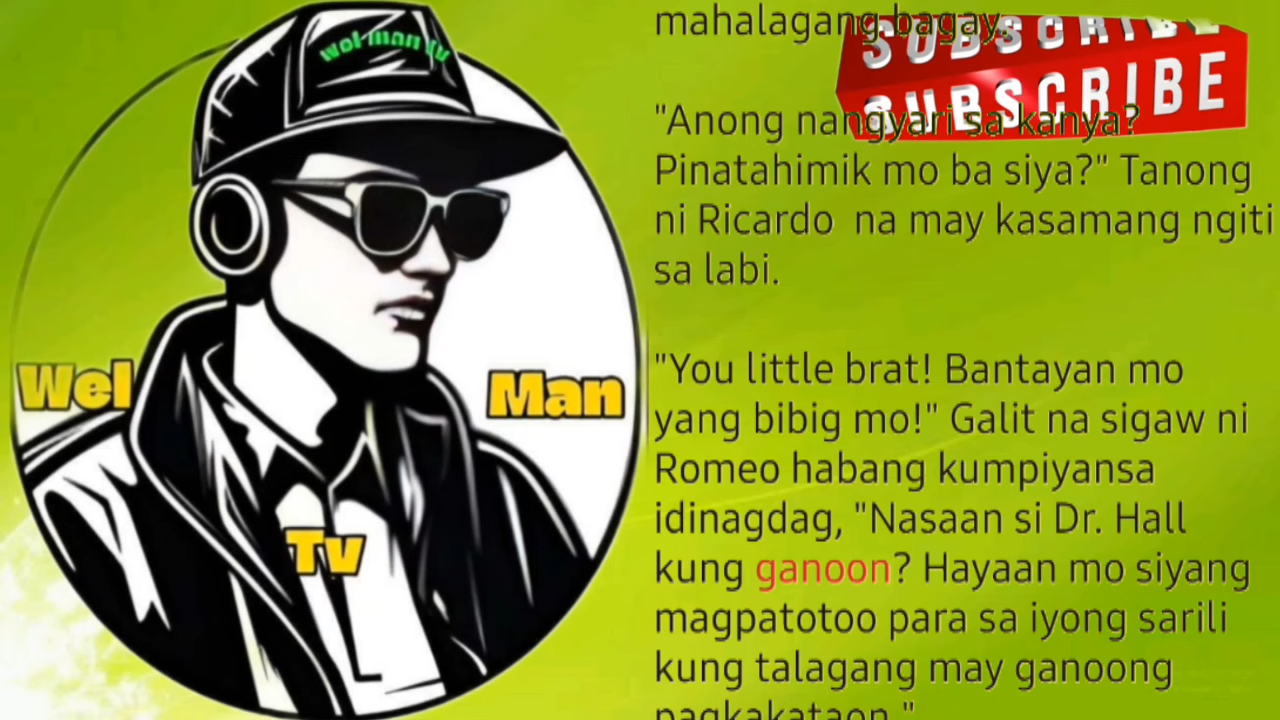 wel man tv
Wel
Man
Tv
SUBSCRIBE
SUBSCRIBE
mahalagang bagay.
"Anong nangyari sa kanya?
Pinatahimik mo ba siya?" Tanong
ni Ricardo na may kasamang ngiti
sa labi.
"You little brat! Bantayan mo
yang bibig mo!" Galit na sigaw ni
Romeo habang kumpiyansa
idinagdag, "Nasaan si Dr. Hall
kung ganoon? Hayaan mo siyang
magpatotoo para sa iyong sarili
kung talagang may ganoong
pagkakataon."